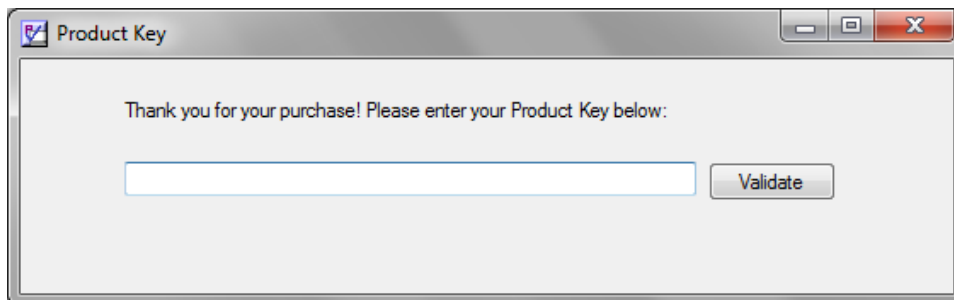 Product Key
Thank you for your purchase! Please enter your Product Key below:
Validate